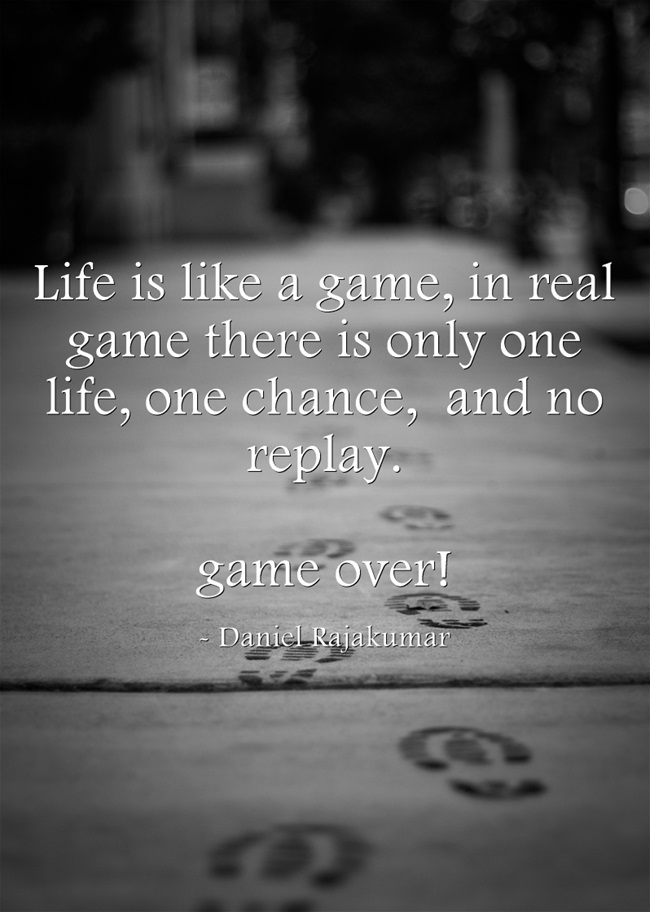 Life is like a game, in real
game there is only one
life, one chance,  and no
replay.
game over!
~ Daniel Rajakumar